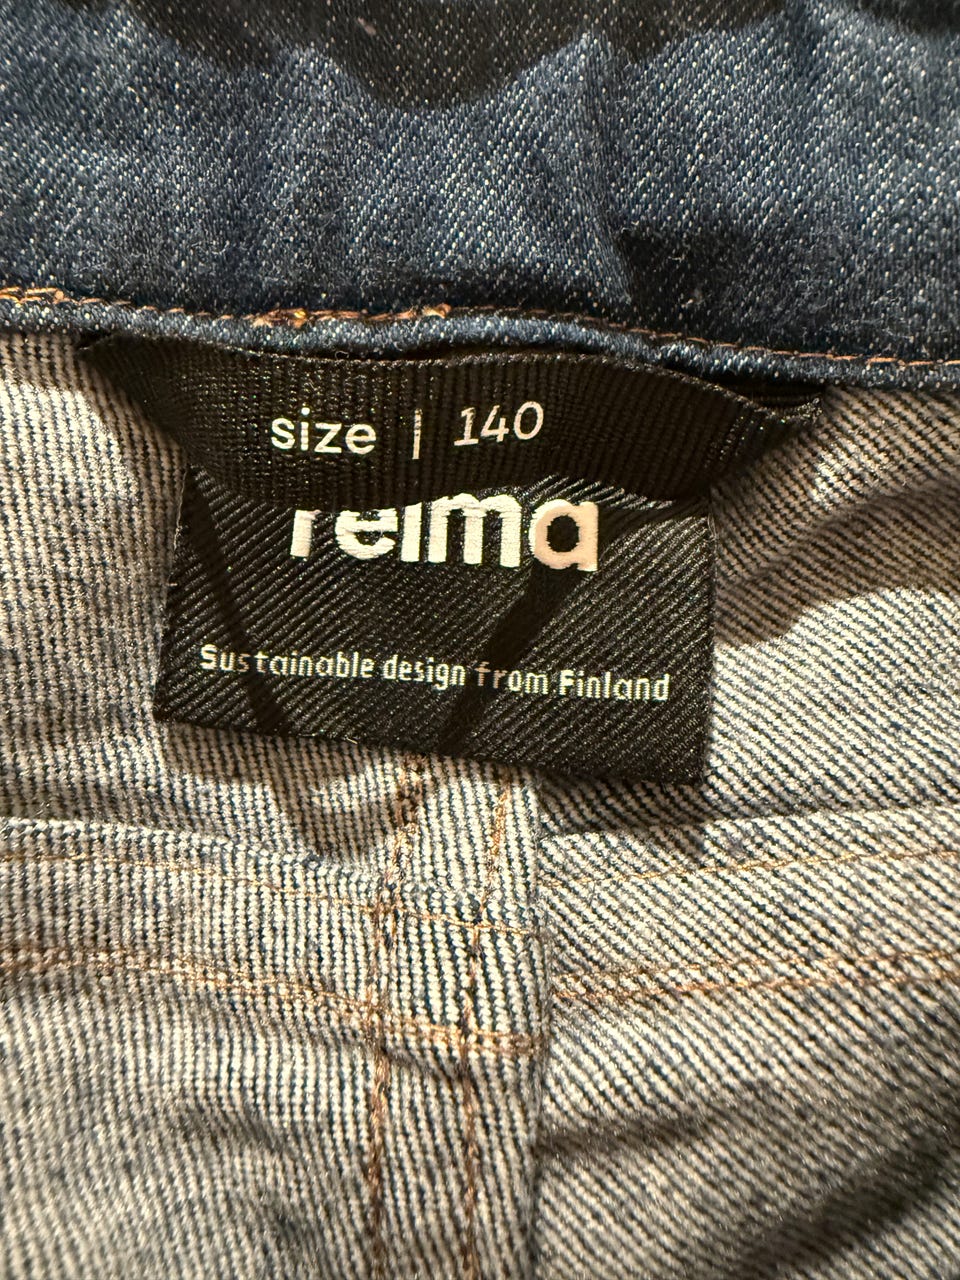 size | 140
reima
Sustainable design from Finland